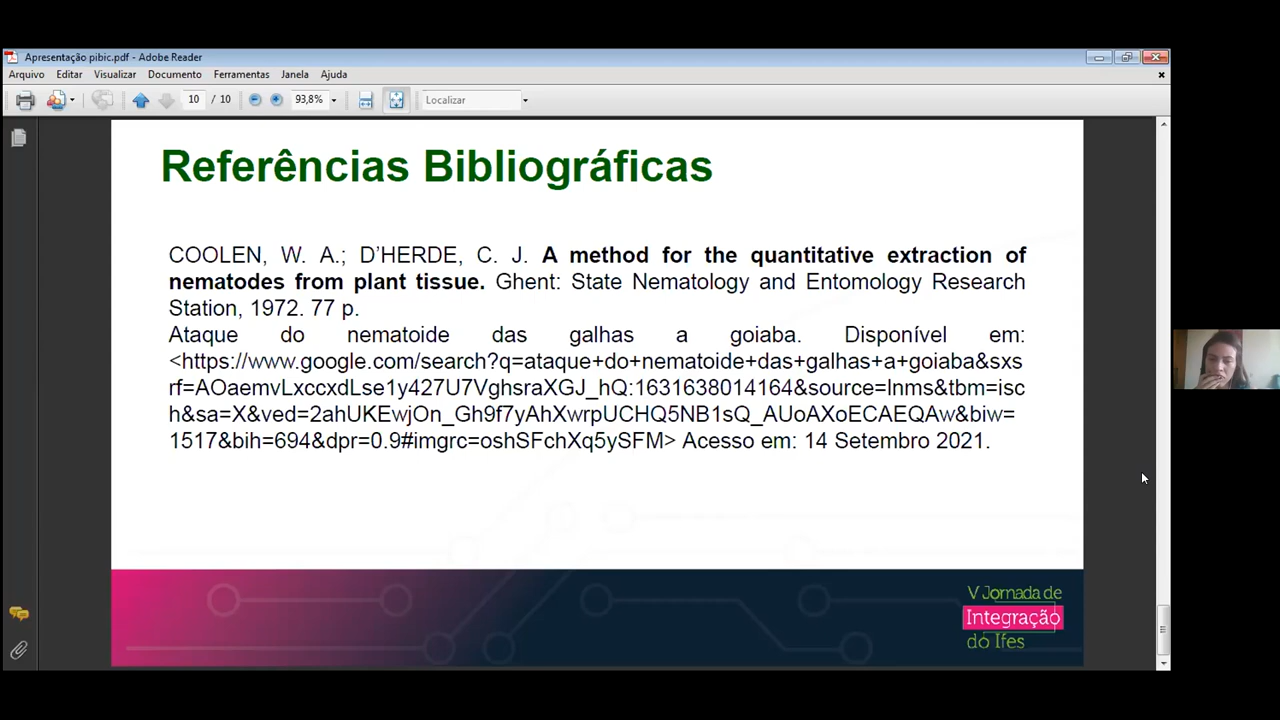 Apresentação pibic.pdf - Adobe Reader
Arquivo Editar Visualizar Documento Ferramentas Janela Ajuda
10 / 10 93,8% Localizar
Referências Bibliográficas
COOLEN, W. A.; D’HERDE, C. J. A method for the quantitative extraction of
nematodes from plant tissue. Ghent: State Nematology and Entomology Research
Station, 1972. 77 p.
Ataque do nematoide das galhas a goiaba. Disponível em:
<https://www.google.com/search?q=ataque+do+nematoide+das+galhas+a+goiaba&sxs
rf=AOaemvLxccxdLse1y427U7VghsraXGJ_hQ:1631638014164&source=lnms&tbm=isc
h&sa=X&ved=2ahUKEwjOn_Gh9f7yAhXwrpUCHQ5NB1sQ_AUoAXoECAEQAw&biw=
1517&bih=694&dpr=0.9#imgrc=oshSFchXq5ySFM> Acesso em: 14 Setembro 2021.
V Jornada de
Integração
do Ifes